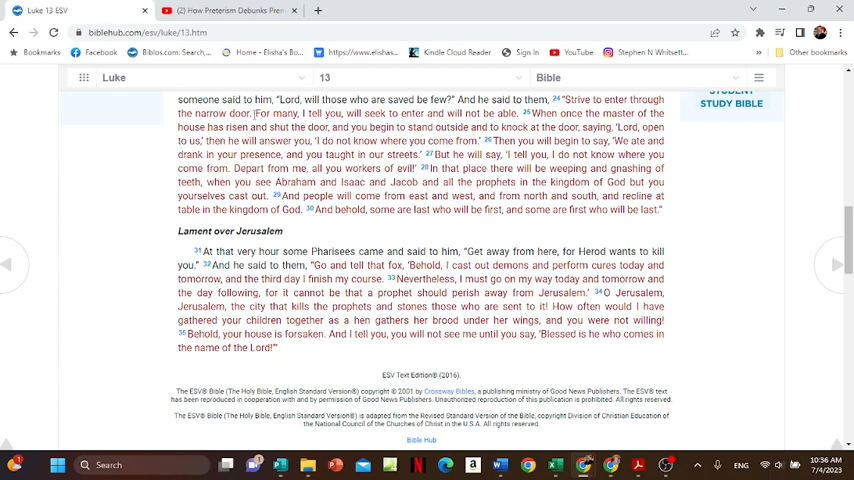 Luke 13 ESV
(2) How Preterism Debunks Prem
biblehub.com/esv/luke/13.htm
Bookmarks Facebook Biblos.com: Search,... Home - Elisha's Bo... https://www.elishas... Kindle Cloud Reader Sign In YouTube Stephen N Whitsett... » Other bookmarks
Luke 13 Bible
STUDENT
STUDY BIBLE
someone said to him, “Lord, will those who are saved be few?” And he said to them, 24 “Strive to enter through
the narrow door. For many, I tell you, will seek to enter and will not be able. 25 When once the master of the
house has risen and shut the door, and you begin to stand outside and to knock at the door, saying, ‘Lord, open
to us,’ then he will answer you, ‘I do not know where you come from.’ 26 Then you will begin to say, ‘We ate and
drank in your presence, and you taught in our streets.’ 27 But he will say, ‘I tell you, I do not know where you
come from. Depart from me, all you workers of evil!’ 28 In that place there will be weeping and gnashing of
teeth, when you see Abraham and Isaac and Jacob and all the prophets in the kingdom of God but you
yourselves cast out. 29 And people will come from east and west, and from north and south, and recline at
table in the kingdom of God. 30 And behold, some are last who will be first, and some are first who will be last.”
Lament over Jerusalem
31 At that very hour some Pharisees came and said to him, “Get away from here, for Herod wants to kill
you.” 32 And he said to them, “Go and tell that fox, ‘Behold, I cast out demons and perform cures today and
tomorrow, and the third day I finish my course. 33 Nevertheless, I must go on my way today and tomorrow and
the day following, for it cannot be that a prophet should perish away from Jerusalem.’ 34 O Jerusalem,
Jerusalem, the city that kills the prophets and stones those who are sent to it! How often would I have
gathered your children together as a hen gathers her brood under her wings, and you were not willing!
35 Behold, your house is forsaken. And I tell you, you will not see me until you say, ‘Blessed is he who comes in
the name of the Lord!’”
ESV Text Edition® (2016).
The ESV® Bible (The Holy Bible, English Standard Version®) copyright © 2001 by Crossway Bibles, a publishing ministry of Good News Publishers. The ESV® text
has been reproduced in cooperation with and by permission of Good News Publishers. Unauthorized reproduction of this publication is prohibited. All rights reserved.
The ESV® Bible (The Holy Bible, English Standard Version®) is adapted from the Revised Standard Version of the Bible, copyright Division of Christian Education of
the National Council of the Churches of Christ in the U.S.A. All rights reserved.
Bible Hub
Search
ENG
10:36 AM
7/4/2023